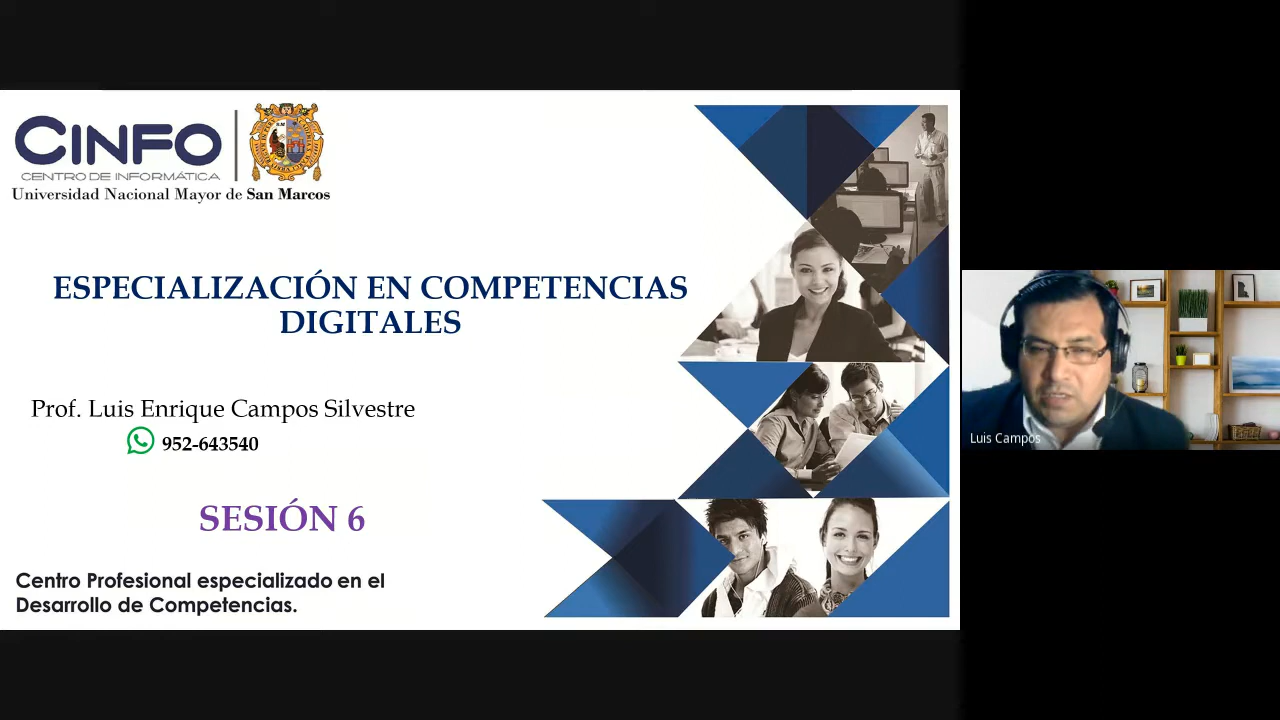 CINFO
CENTRO DE INFORMÁTICA
Universidad Nacional Mayor de San Marcos
ESPECIALIZACIÓN EN COMPETENCIAS
DIGITALES
Prof. Luis Enrique Campos Silvestre
952-643540
SESIÓN 6
Centro Profesional especializado en el
Desarrollo de Competencias.
Luis Campos